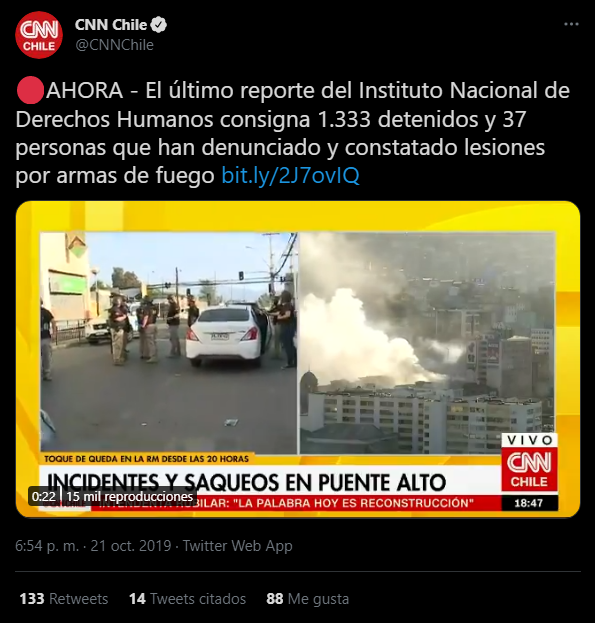 CNN Chile
@CNNChile
AHORA - El último reporte del Instituto Nacional de
Derechos Humanos consigna 1.333 detenidos y 37
personas que han denunciado y constatado lesiones
por armas de fuego bit.ly/2J7ovIQ
TOQUE DE QUEDA EN LA RM DESDE LAS 20 HORAS
INCIDENTES Y SAQUEOS EN PUENTE ALTO
0:22 15 mil reproducciones
RUBILAR: "LA PALABRA HOY ES RECONSTRUCCIÓN"
VIVO
CNN
CHILE
18:47
6:54 p. m. · 21 oct. 2019 · Twitter Web App
133 Retweets 14 Tweets citados 88 Me gusta